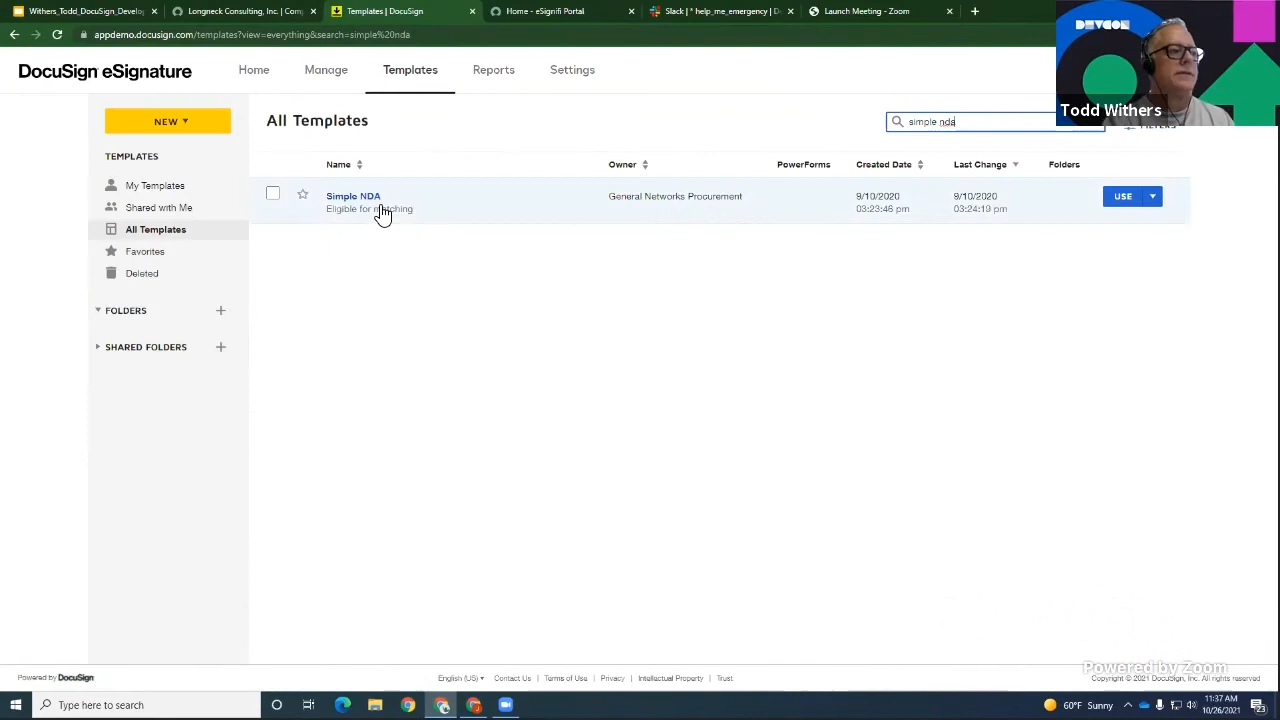 Withers_Todd_DocuSign_Develop
Longneck Consulting, Inc. | Comp
Templates | DocuSign
Home - eSignifi Portal
Slack | * help_me_emergency | D
Launch Meeting - Zoom
appdemo.docusign.com/templates?view=everything&search=simple%20nda
DEVCON
Todd Withers
DocuSign eSignature
Home
Manage
Templates
Reports
Settings
NEW
All Templates
simple nda
FILTERS
TEMPLATES
Name
Owner
PowerForms
Created Date
Last Change
Folders
My Templates
Simple NDA
General Networks Procurement
9/10/2020
9/10/2020
USE
Shared with Me
Eligible for matching
03:23:46 pm
03:24:19 pm
All Templates
Favorites
Deleted
FOLDERS
SHARED FOLDERS
Powered by Zoom
Powered by DocuSign
English (US)
Contact Us
Terms of Use
Privacy
Intellectual Property
Trust
Copyright © 2021 DocuSign, Inc. All rights reserved
Type here to search
60°F Sunny
11:37 AM
10/26/2021
23